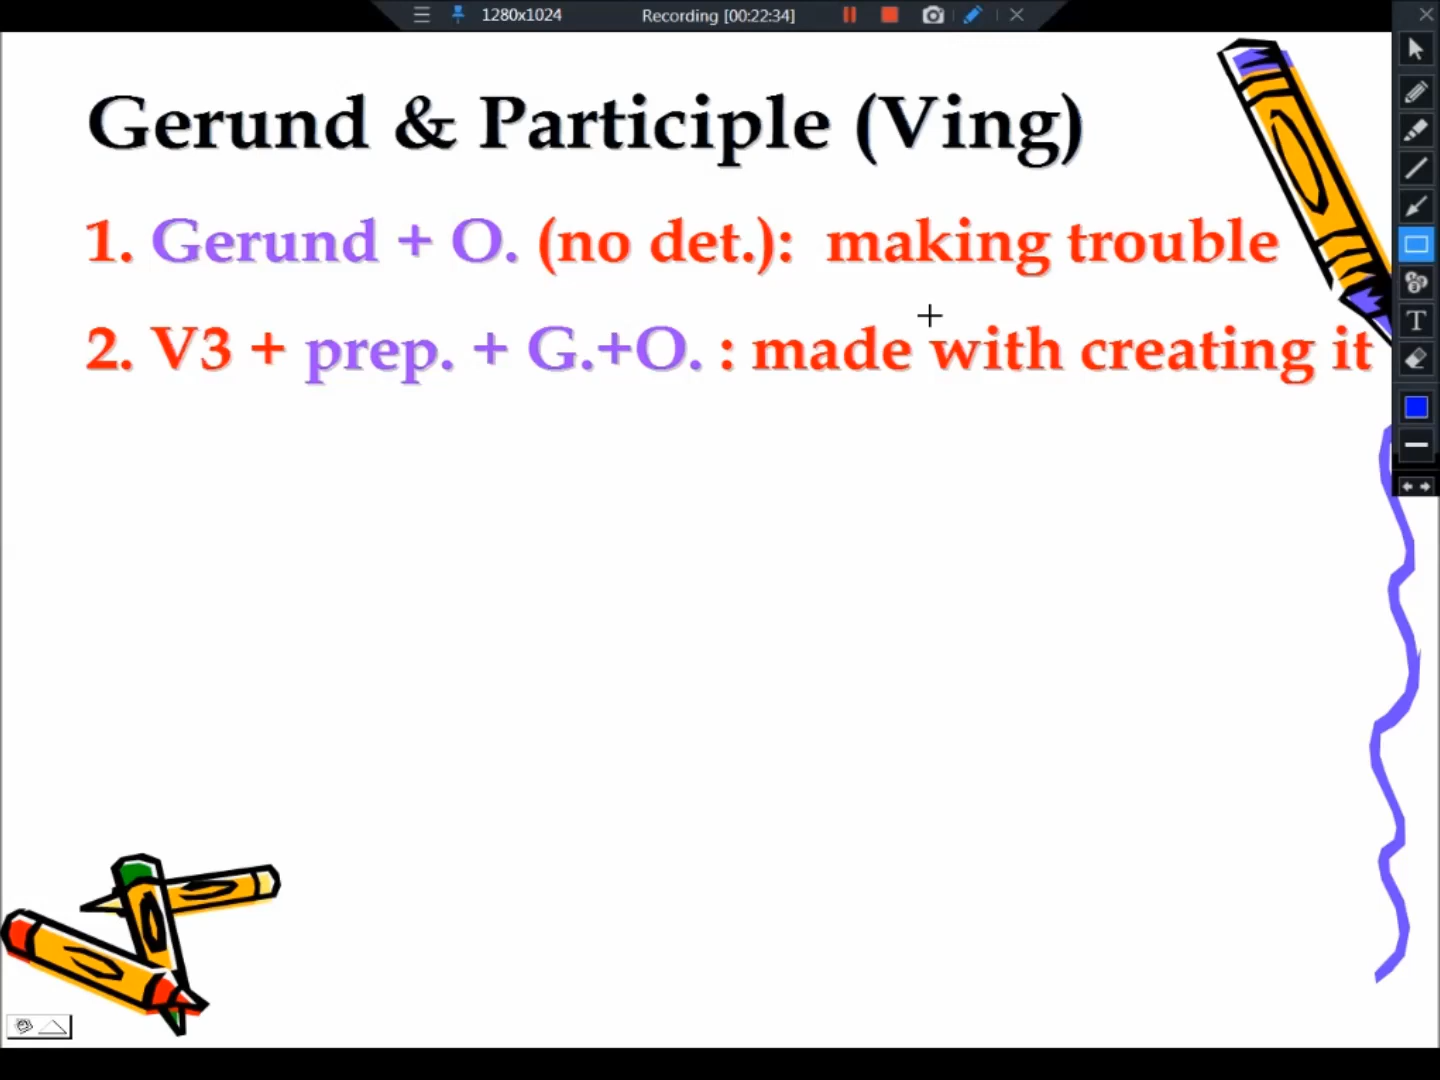 1280x1024 Recording [00:22:34]
Gerund & Participle (Ving)
1. Gerund + O. (no det.): making trouble
2. V3 + prep. + G.+O. : made with creating it
T